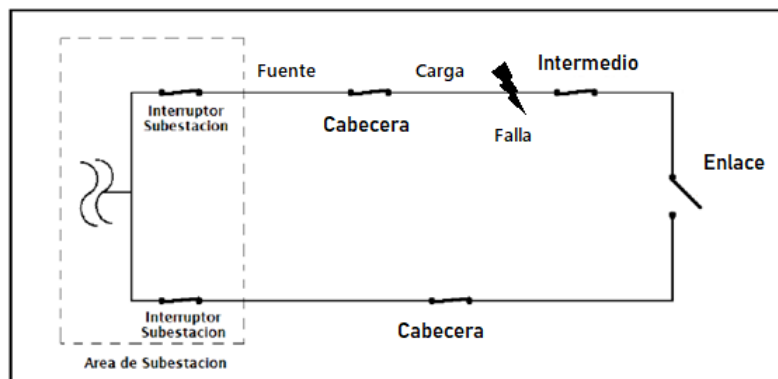 Fuente
Carga
Intermedio
Interruptor
Subestacion
Cabecera
Falla
Enlace
Interruptor
Subestacion
Cabecera
Area de Subestacion